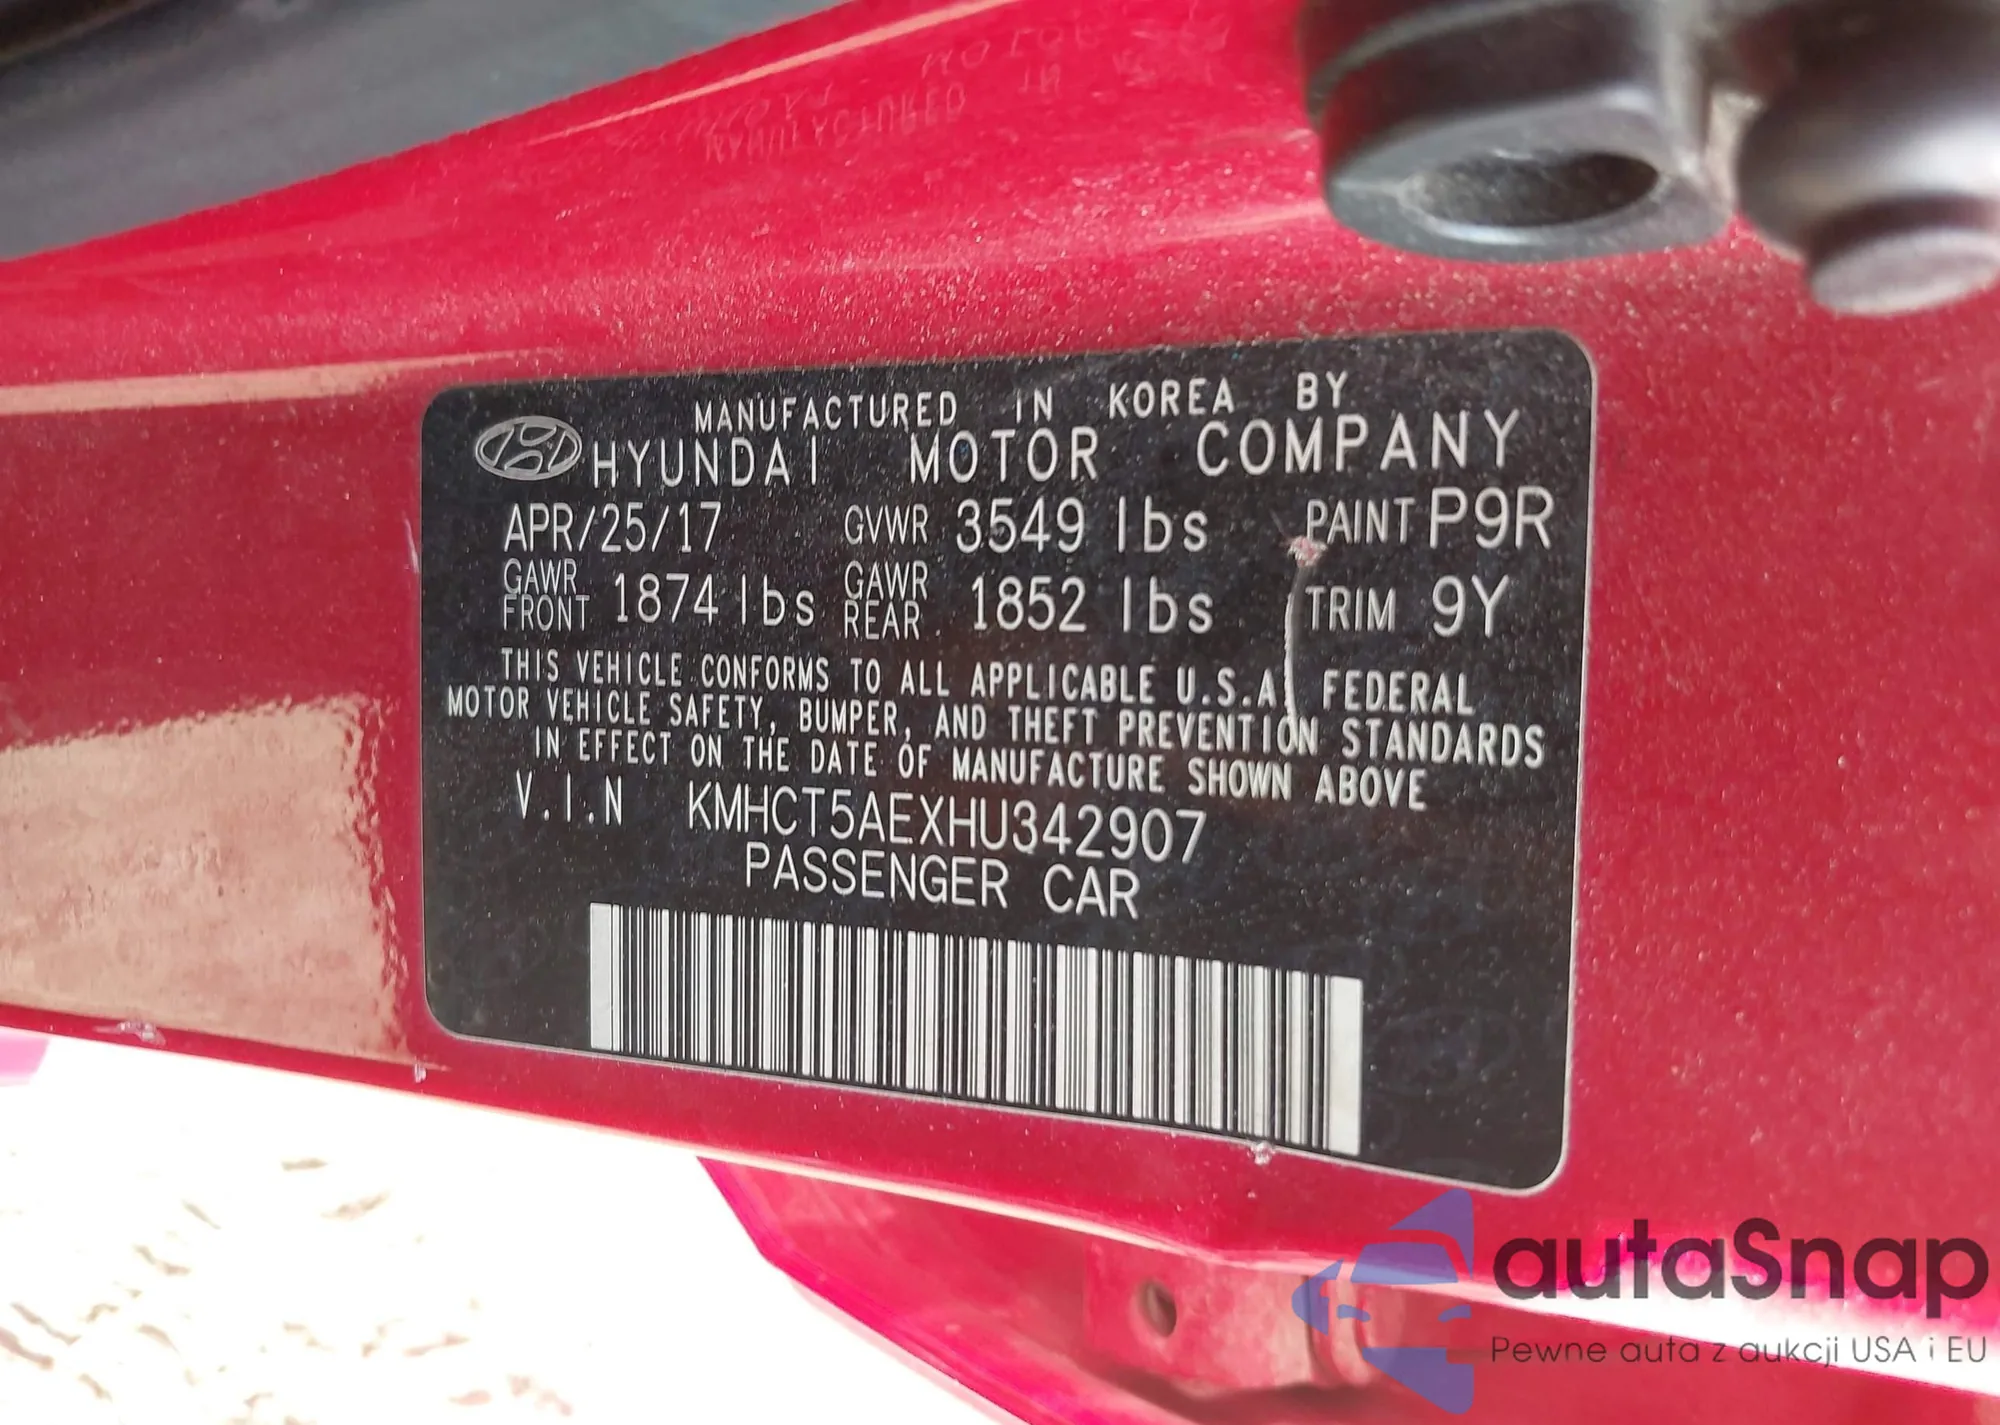 MANUFACTURED IN KOREA BY
HYUNDAI MOTOR COMPANY
APR/25/17 GVWR 3549 lbs PAINT P9R
GAWR FRONT 1874 lbs GAWR REAR 1852 lbs TRIM 9Y
THIS VEHICLE CONFORMS TO ALL APPLICABLE U.S.A FEDERAL
MOTOR VEHICLE SAFETY, BUMPER, AND THEFT PREVENTION STANDARDS
IN EFFECT ON THE DATE OF MANUFACTURE SHOWN ABOVE
V.I.N KMHCT5AEXHU342907
PASSENGER CAR
autaSnap
Pewne auta z aukcji USA i EU